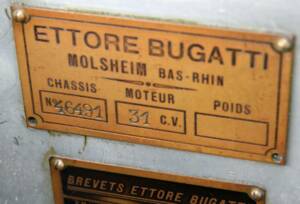 ETTORE BUGATTI
MOLSHEIM BAS-RHIN
CHASSIS MOTEUR POIDS
No 46491 31 C.V.
BREVETS ETTORE BUGATTI